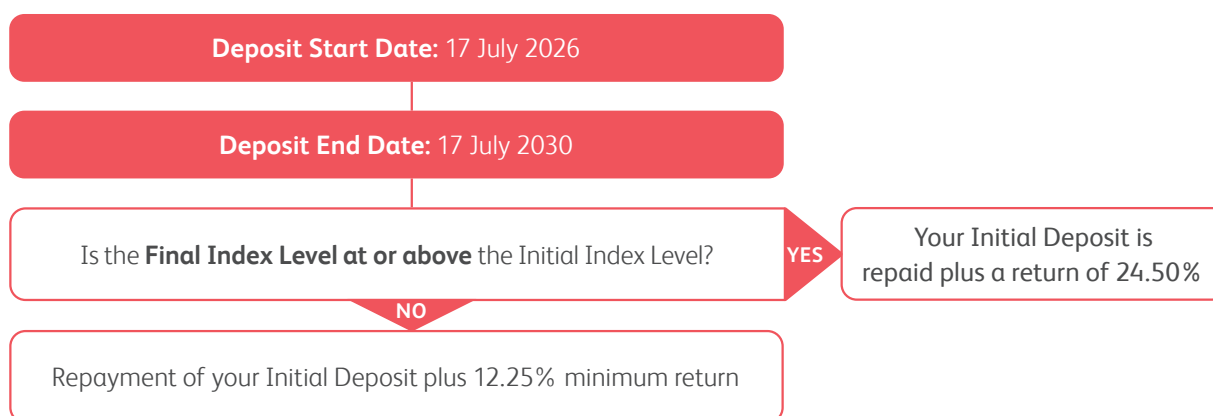 Deposit Start Date: 17 July 2026
Deposit End Date: 17 July 2030
Is the Final Index Level at or above the Initial Index Level?
YES
Your Initial Deposit is
repaid plus a return of 24.50%
NO
Repayment of your Initial Deposit plus 12.25% minimum return